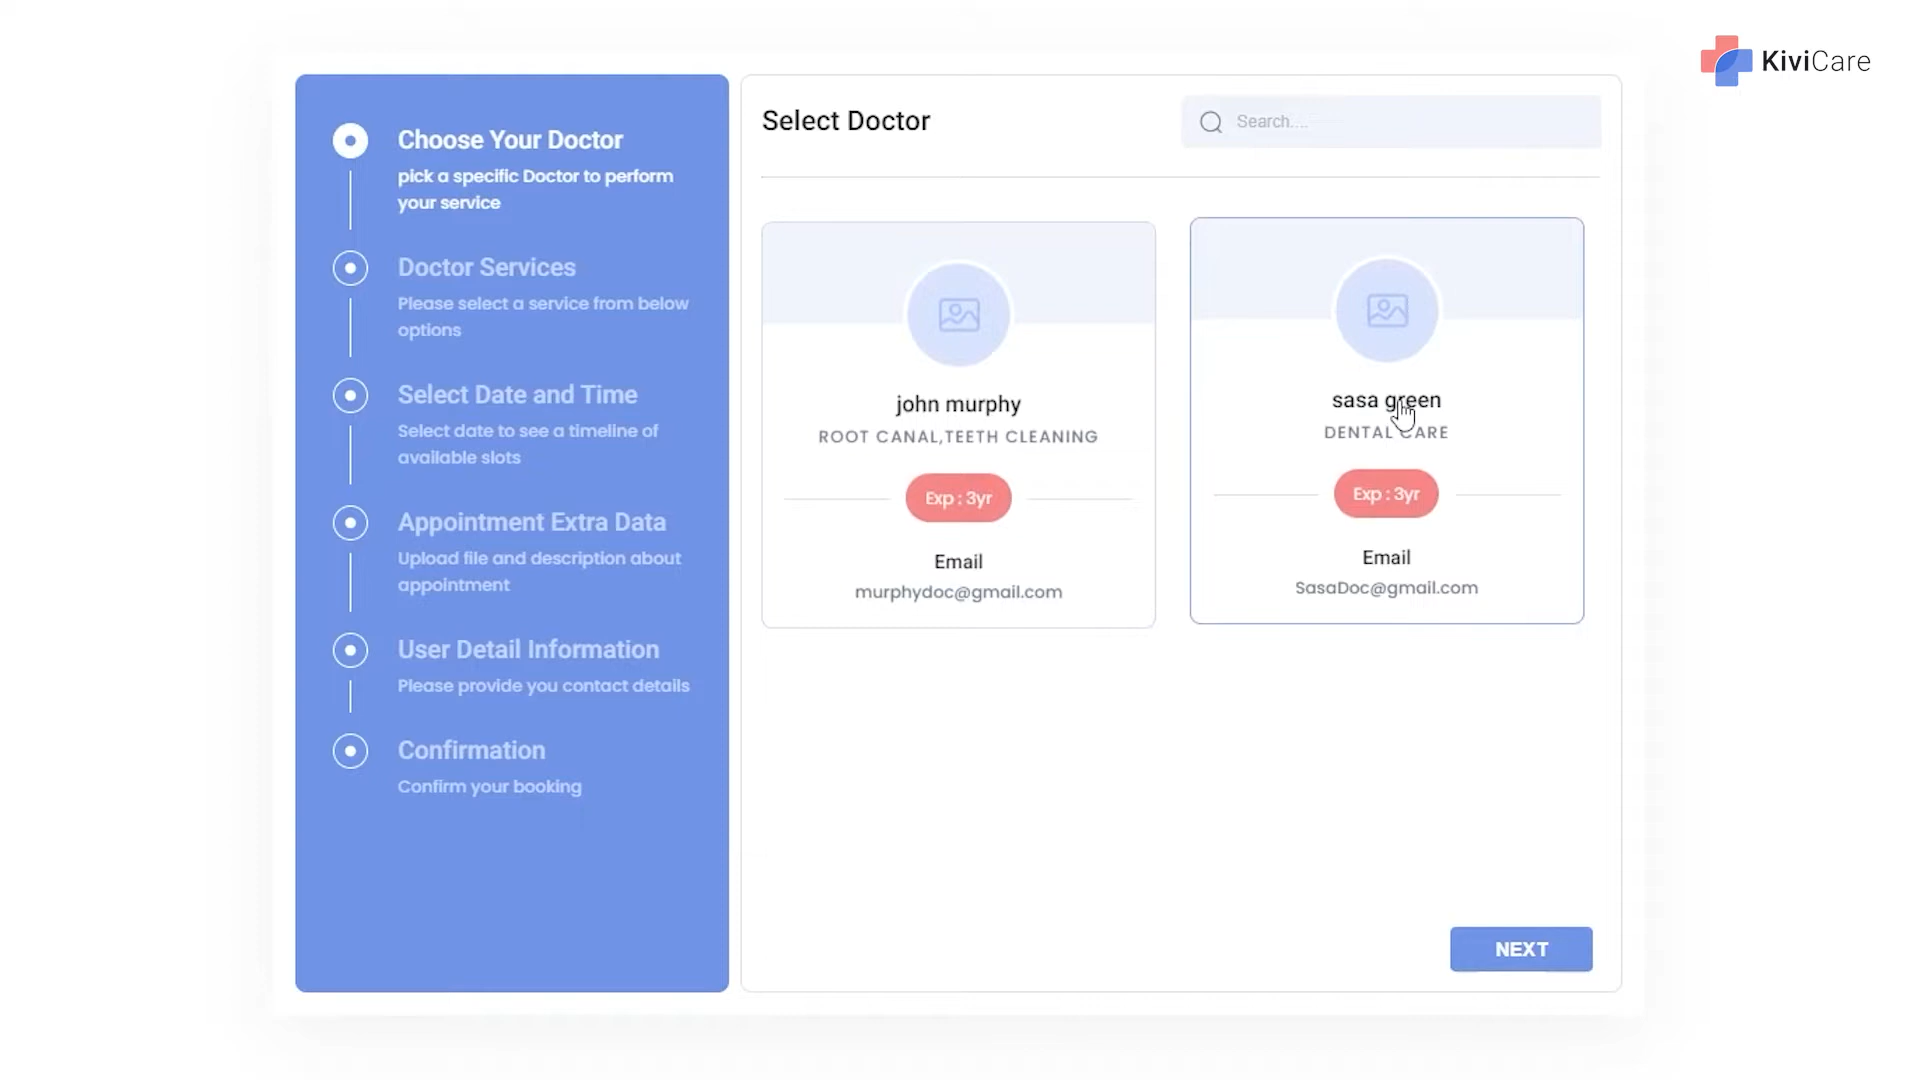 KiviCare
Choose Your Doctor
pick a specific Doctor to perform
your service
Doctor Services
Please select a service from below
options
Select Date and Time
Select date to see a timeline of
available slots
Appointment Extra Data
Upload file and description about
appointment
User Detail Information
Please provide you contact details
Confirmation
Confirm your booking
Select Doctor
Search....
john murphy
ROOT CANAL,TEETH CLEANING
Exp : 3yr
Email
murphydoc@gmail.com
sasa green
DENTAL CARE
Exp : 3yr
Email
SasaDoc@gmail.com
NEXT